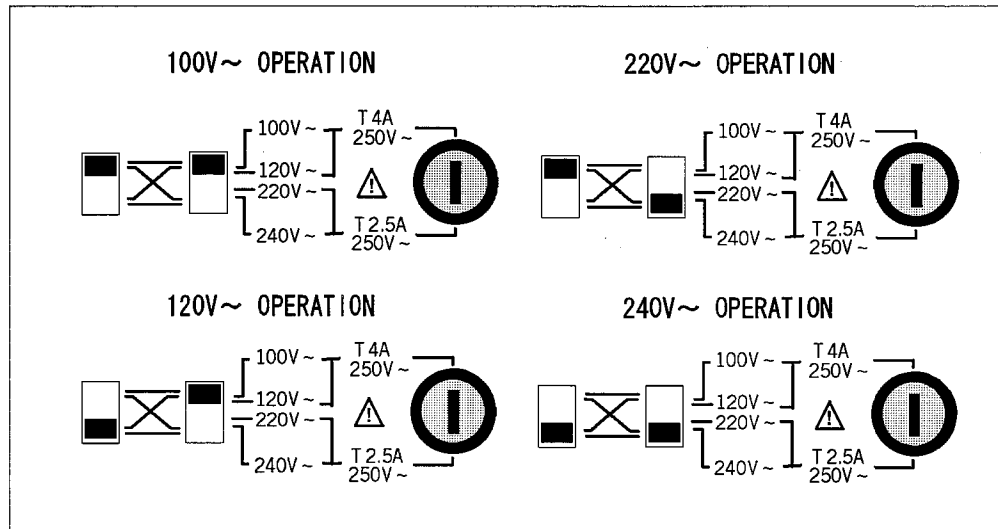 100V～ OPERATION
100V~
120V~
220V~
240V~
T 4A
250V~
T 2.5A
250V~
220V～ OPERATION
100V~
120V~
220V~
240V~
T 4A
250V~
T 2.5A
250V~
120V～ OPERATION
100V~
120V~
220V~
240V~
T 4A
250V~
T 2.5A
250V~
240V～ OPERATION
100V~
120V~
220V~
240V~
T 4A
250V~
T 2.5A
250V~